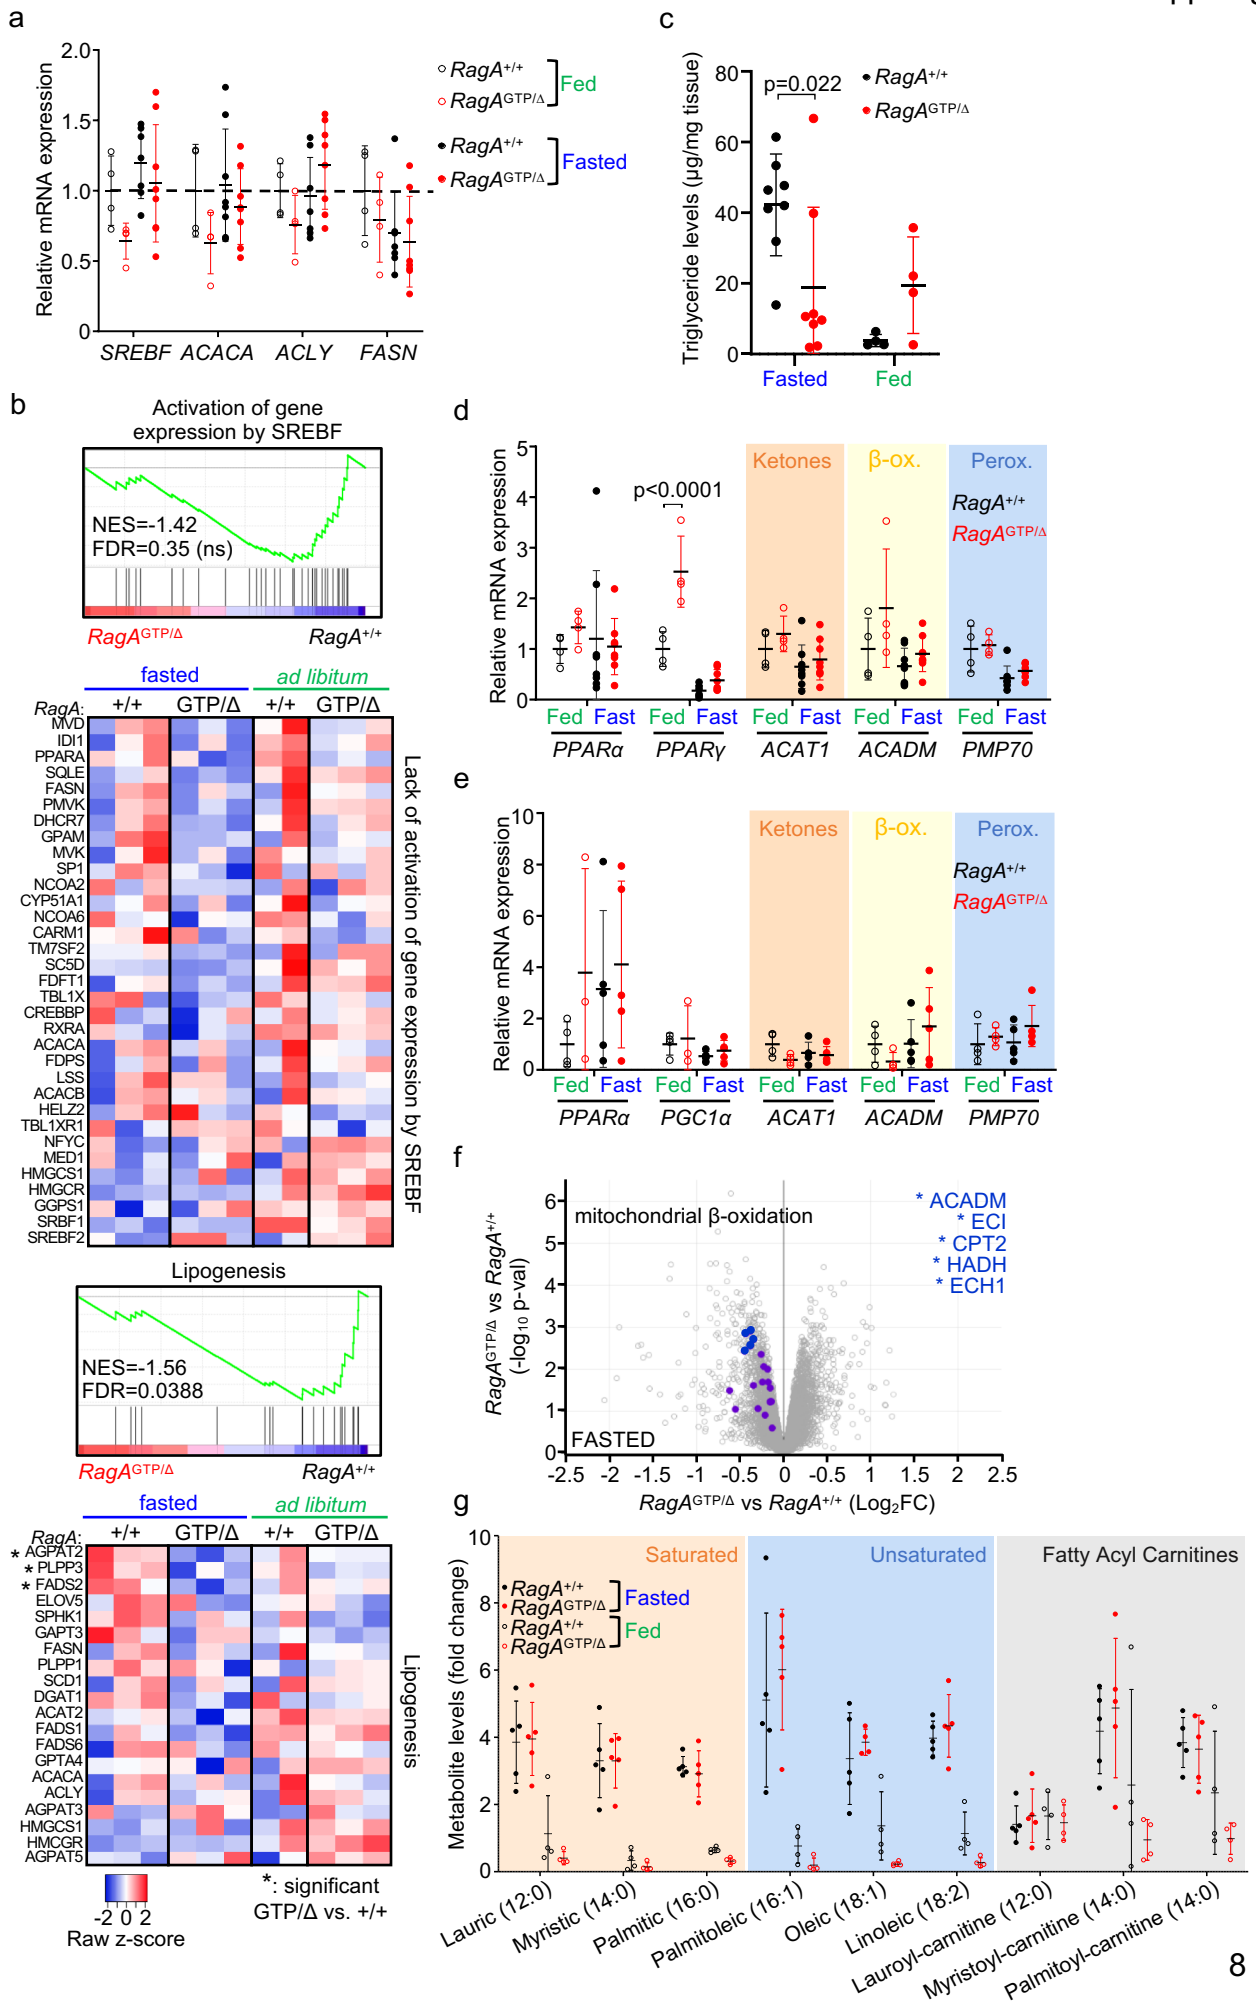 a
2.0
1.5
1.0
0.5
0
Relative mRNA expression
SREBF ACACA ACLY FASN
RagA+/+
RagAGTP/Δ
Fed
RagA+/+
RagAGTP/Δ
Fasted
c
80
60
40
20
0
Triglyceride levels (µg/mg tissue)
p=0.022
RagA+/+
RagAGTP/Δ
Fasted Fed
b
Activation of gene
expression by SREBF
NES=-1.42
FDR=0.35 (ns)
RagAGTP/Δ RagA+/+
fasted ad libitum
RagA: +/+ GTP/Δ +/+ GTP/Δ
MVD
IDI1
PPARA
SQLE
FASN
PMVK
DHCR7
GPAM
MVK
SP1
NCOA2
CYP51A1
NCOA6
CARM1
TM7SF2
SC5D
FDFT1
TBL1X
CREBBP
RXRA
ACACA
FDPS
LSS
ACACB
HELZ2
TBL1XR1
NFYC
MED1
HMGCS1
HMGCR
GGPS1
SRBF1
SREBF2
Lack of activation of gene expression by SREBF
Lipogenesis
NES=-1.56
FDR=0.0388
RagAGTP/Δ RagA+/+
fasted ad libitum
RagA: +/+ GTP/Δ +/+ GTP/Δ
* AGPAT2
* PLPP3
* FADS2
ELOV5
SPHK1
GAPT3
FASN
PLPP1
SCD1
DGAT1
ACAT2
FADS1
FADS6
GPTA4
ACACA
ACLY
AGPAT3
HMGCS1
HMCGR
AGPAT5
Lipogenesis
-2 0 2
Raw z-score
*: significant
GTP/Δ vs. +/+
d
5
4
3
2
1
0
Relative mRNA expression
p<0.0001
Ketones β-ox. Perox.
RagA+/+
RagAGTP/Δ
Fed Fast Fed Fast Fed Fast Fed Fast Fed Fast
PPARα PPARγ ACAT1 ACADM PMP70
e
10
8
6
4
2
0
Relative mRNA expression
Ketones β-ox. Perox.
RagA+/+
RagAGTP/Δ
Fed Fast Fed Fast Fed Fast Fed Fast Fed Fast
PPARα PGC1α ACAT1 ACADM PMP70
f
6
5
4
3
2
1
0
RagAGTP/Δ vs RagA+/+
(-log10 p-val)
mitochondrial β-oxidation
* ACADM
* ECI
* CPT2
* HADH
* ECH1
FASTED
-2.5 -2 -1.5 -1 -0.5 0 -0.5 1 1.5 2 2.5
RagAGTP/Δ vs RagA+/+ (Log2FC)
g
10
8
6
4
2
0
Metabolite levels (fold change)
Saturated Unsaturated Fatty Acyl Carnitines
RagA+/+
RagAGTP/Δ
Fasted
RagA+/+
RagAGTP/Δ
Fed
Lauric (12:0)
Myristic (14:0)
Palmitic (16:0)
Palmitoleic (16:1)
Oleic (18:1)
Linoleic (18:2)
Lauroyl-carnitine (12:0)
Myristoyl-carnitine (14:0)
Palmitoyl-carnitine (14:0)
8